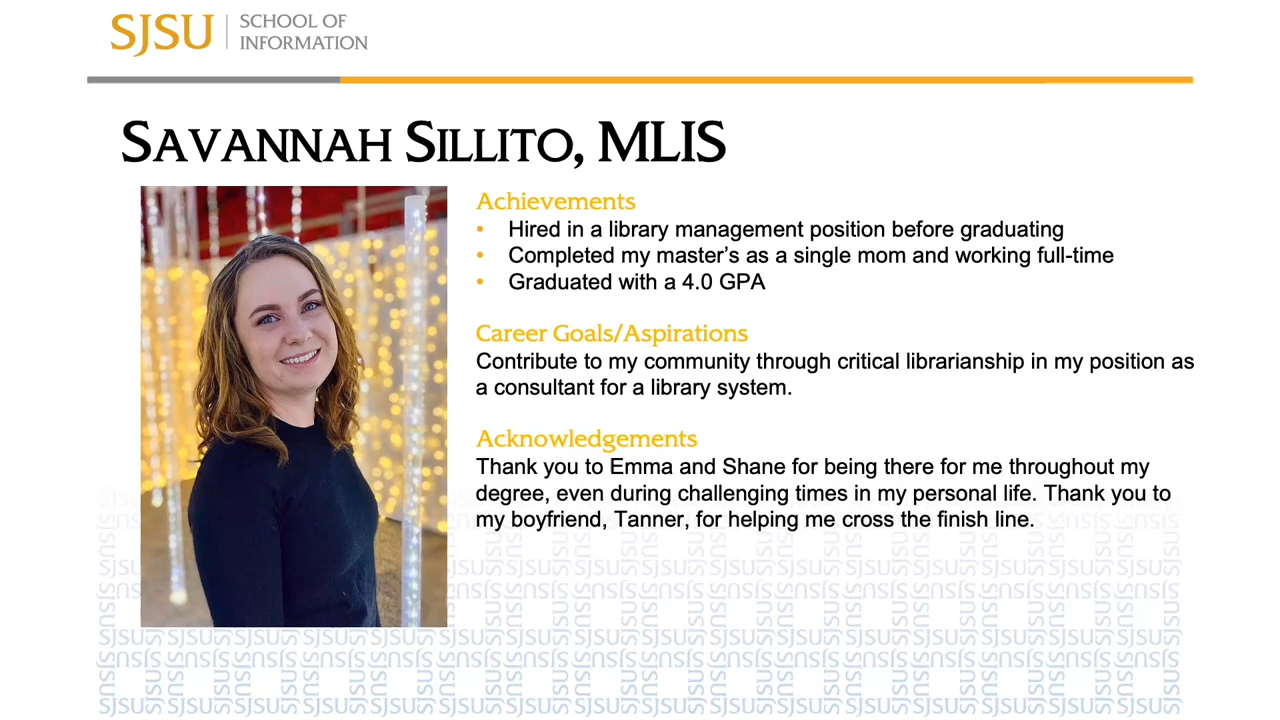 SJSU SCHOOL OF
INFORMATION
SAVANNAH SILLITO, MLIS
Achievements
• Hired in a library management position before graduating
• Completed my master’s as a single mom and working full-time
• Graduated with a 4.0 GPA
Career Goals/Aspirations
Contribute to my community through critical librarianship in my position as
a consultant for a library system.
Acknowledgements
Thank you to Emma and Shane for being there for me throughout my
degree, even during challenging times in my personal life. Thank you to
my boyfriend, Tanner, for helping me cross the finish line.